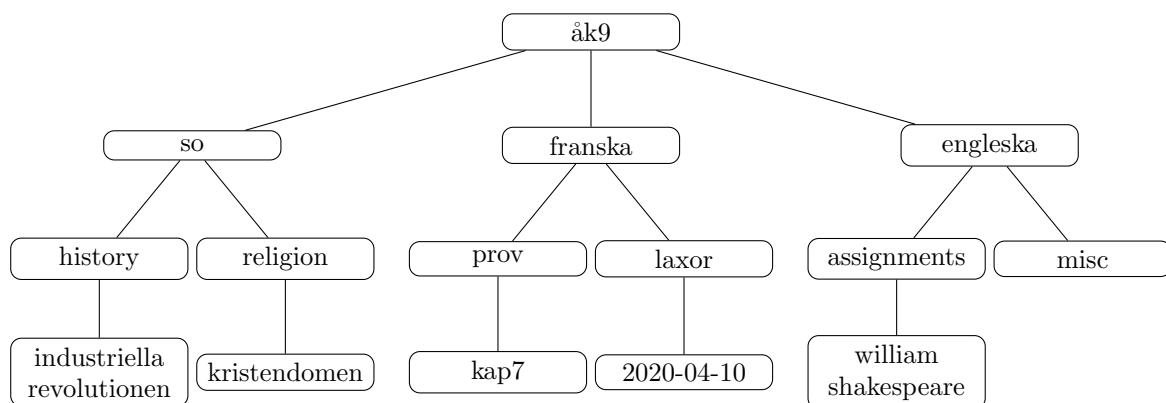 åk9
so
franska
engleska
history
religion
prov
laxor
assignments
misc
industriella
revolutionen
kristendomen
kap7
2020-04-10
william
shakespeare